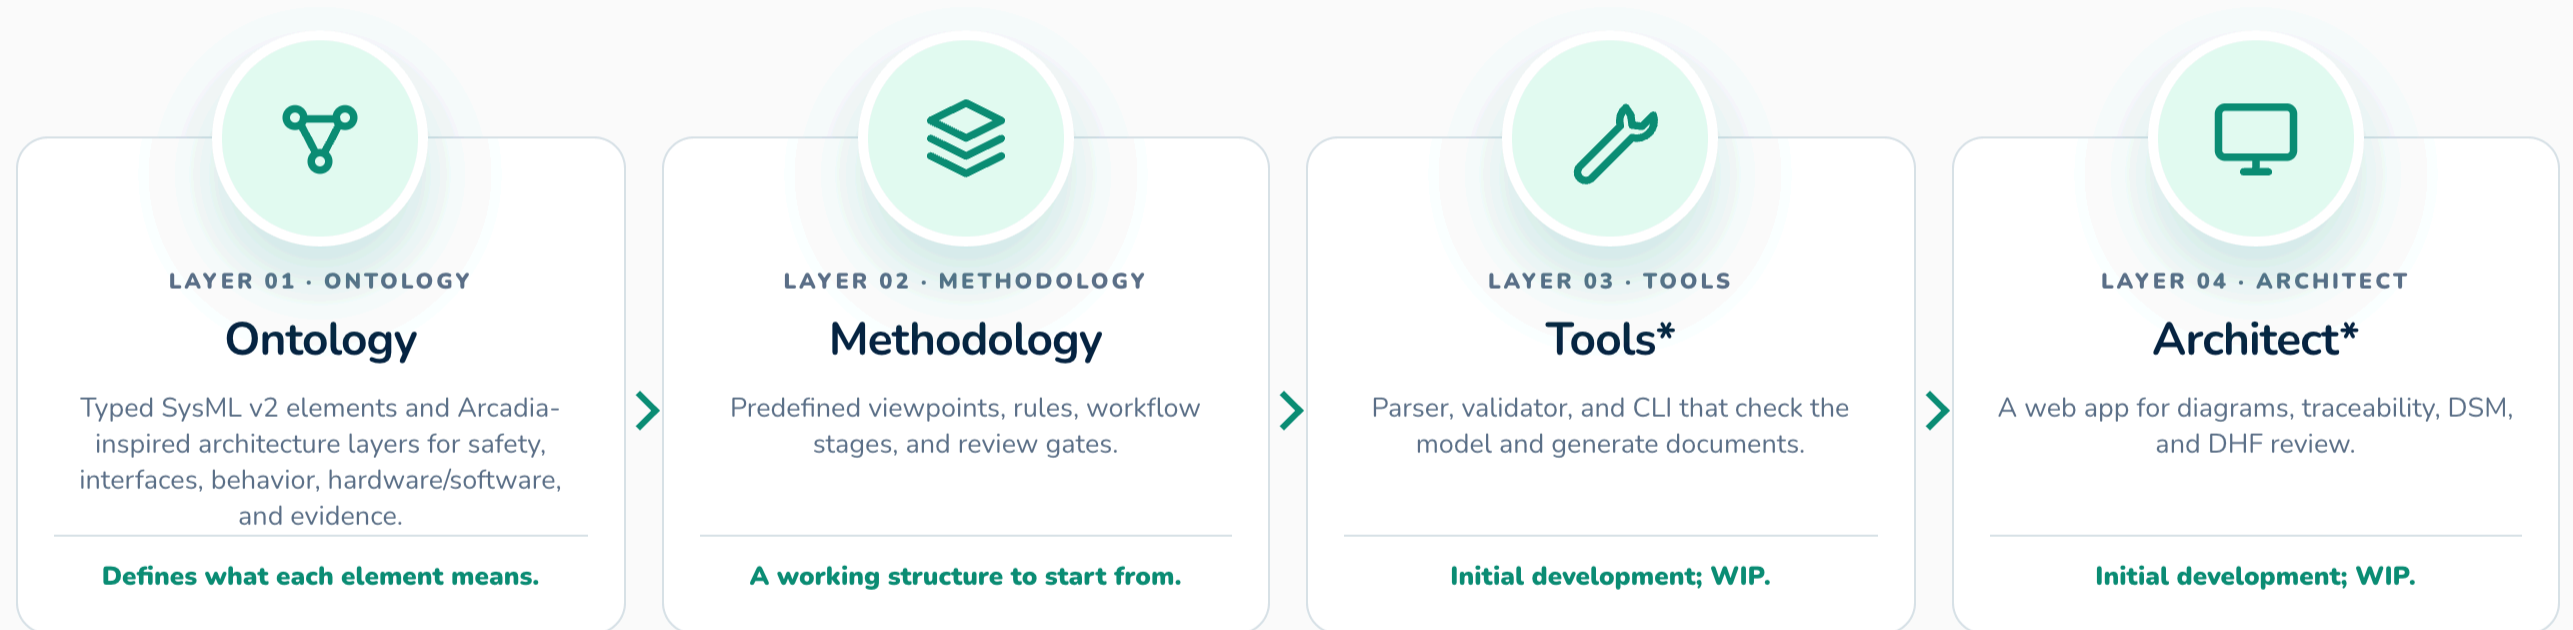 LAYER 01 · ONTOLOGY
Ontology
Typed SysML v2 elements and Arcadia-
inspired architecture layers for safety,
interfaces, behavior, hardware/software,
and evidence.
Defines what each element means.
LAYER 02 · METHODOLOGY
Methodology
Predefined viewpoints, rules, workflow
stages, and review gates.
A working structure to start from.
LAYER 03 · TOOLS
Tools*
Parser, validator, and CLI that check the
model and generate documents.
Initial development; WIP.
LAYER 04 · ARCHITECT
Architect*
A web app for diagrams, traceability, DSM,
and DHF review.
Initial development; WIP.